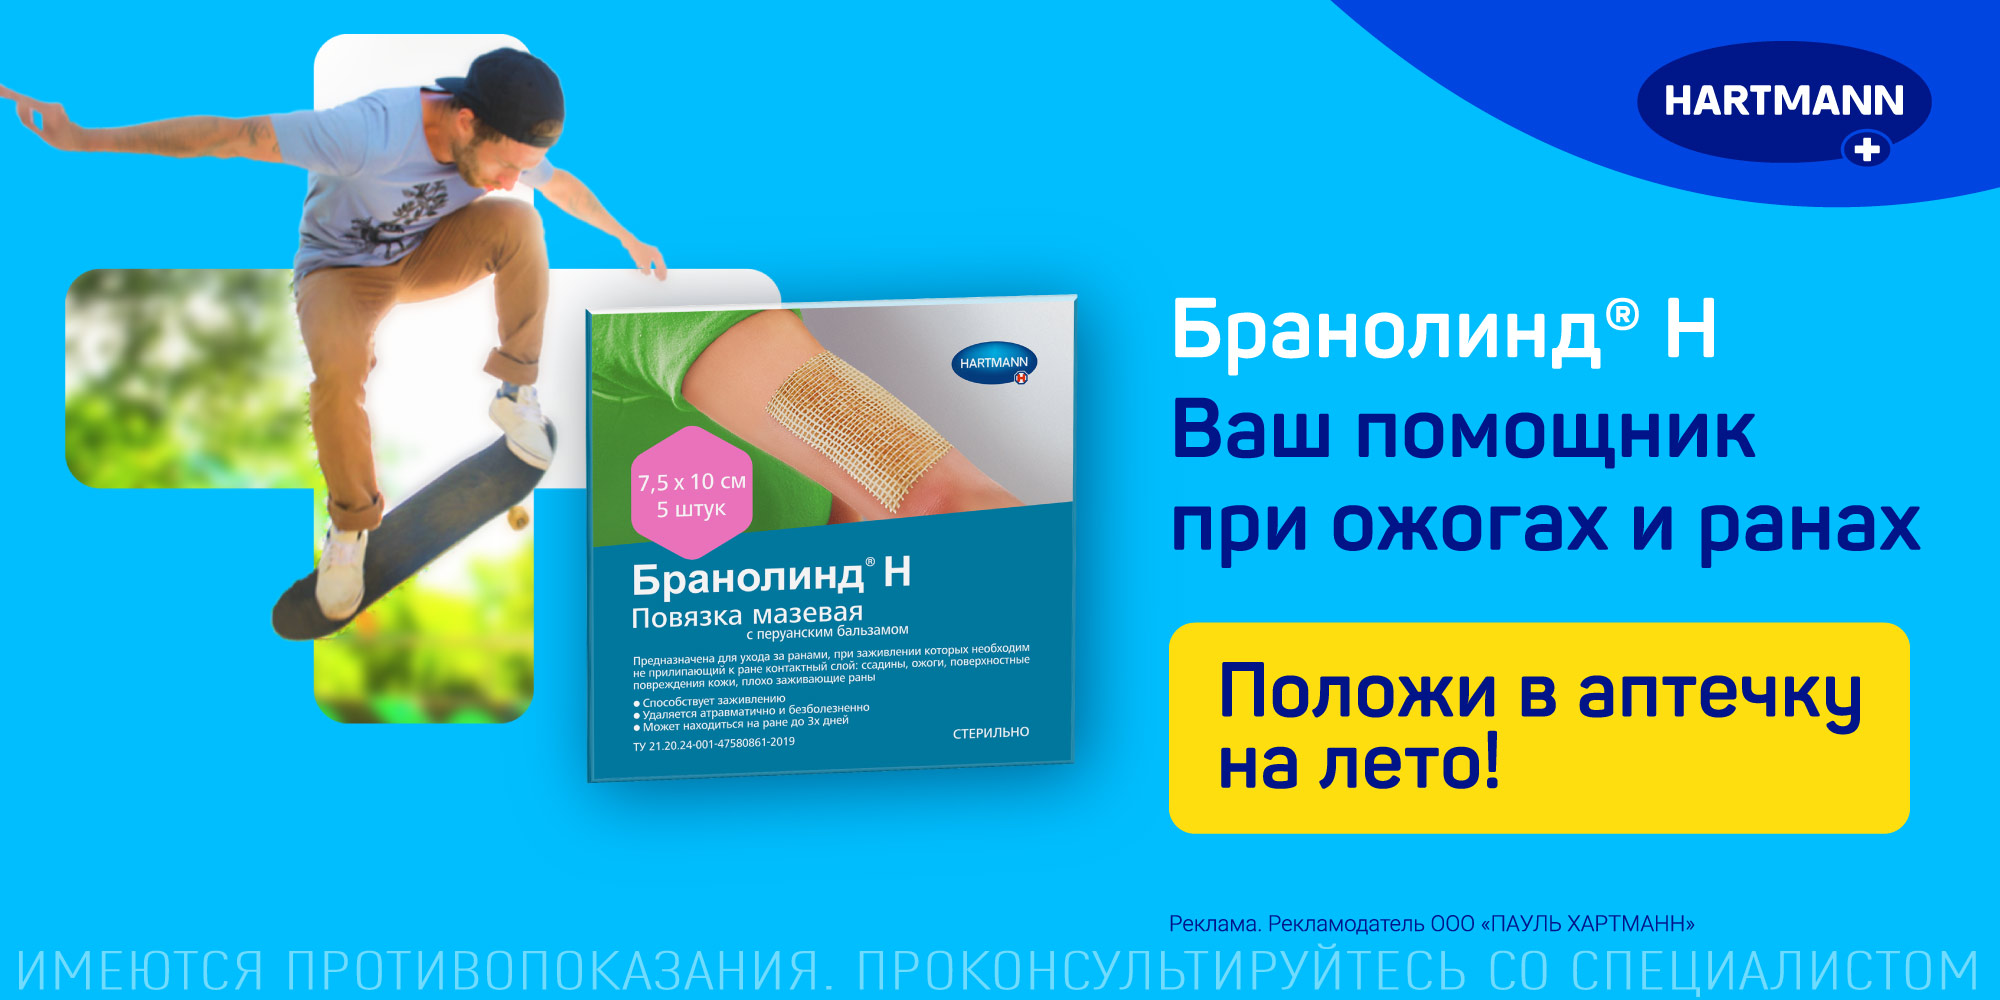 HARTMANN
Бранолинд® Н
Ваш помощник
при ожогах и ранах
Положи в аптечку
на лето!
HARTMANN
7,5 х 10 см
5 штук
Бранолинд® Н
Повязка мазевая
с перуанским бальзамом
Предназначена для ухода за ранами, при заживлении которых необходим
не прилипающий к ране контактный слой: ссадины, ожоги, поверхностные
повреждения кожи, плохо заживающие раны
● Способствует заживлению
● Удаляется атравматично и безболезненно
● Может находиться на ране до 3х дней
ТУ 21.20.24-001-47580861-2019
СТЕРИЛЬНО
Реклама. Рекламодатель ООО «ПАУЛЬ ХАРТМАНН»
ИМЕЮТСЯ ПРОТИВОПОКАЗАНИЯ. ПРОКОНСУЛЬТИРУЙТЕСЬ СО СПЕЦИАЛИСТОМ